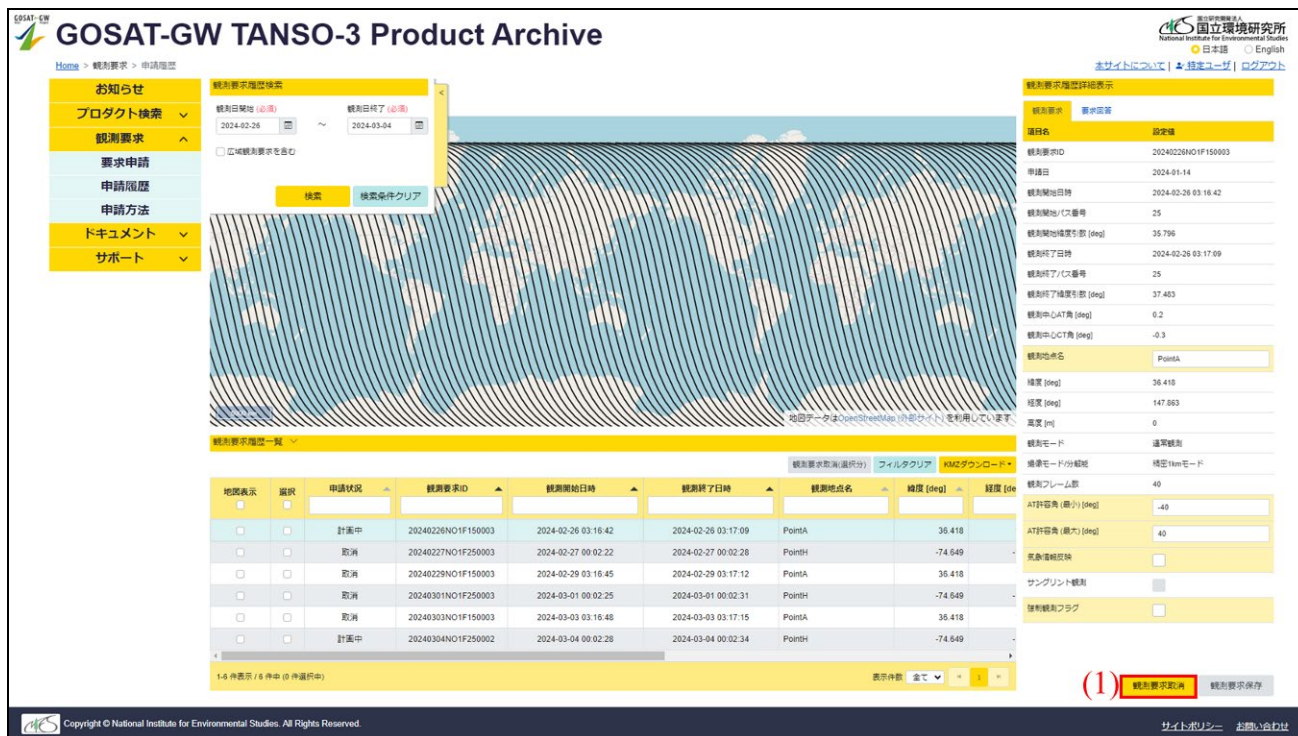 GOSAT-GW
GOSAT-GW TANSO-3 Product Archive
国立研究開発法人
国立環境研究所
National Institute for Environmental Studies
日本語 English
Home > 観測要求 > 申請履歴
本サイトについて | 特定ユーザ | ログアウト
お知らせ
プロダクト検索
観測要求
要求申請
申請履歴
申請方法
ドキュメント
サポート
観測要求履歴検索
観測日開始 (必須) 観測日終了 (必須)
2024-02-26 ～ 2024-03-04
広域観測要求を含む
検索 検索条件クリア
<
地図データはOpenStreetMap (外部サイト) を利用しています
観測要求履歴一覧
観測要求取消(選択分) フィルタクリア KMZダウンロード
地図表示 選択 申請状況 観測要求ID 観測開始日時 観測終了日時 観測地点名 緯度 [deg] 経度 [de
計画中 20240226NO1F150003 2024-02-26 03:16:42 2024-02-26 03:17:09 PointA 36.418
取消 20240227NO1F250003 2024-02-27 00:02:22 2024-02-27 00:02:28 PointH -74.649 -
取消 20240229NO1F150003 2024-02-29 03:16:45 2024-02-29 03:17:12 PointA 36.418
取消 20240301NO1F250003 2024-03-01 00:02:25 2024-03-01 00:02:31 PointH -74.649 -
取消 20240303NO1F150003 2024-03-03 03:16:48 2024-03-03 03:17:15 PointA 36.418
計画中 20240304NO1F250002 2024-03-04 00:02:28 2024-03-04 00:02:34 PointH -74.649 -
1-6 件表示 / 6 件中 (0 件選択中) 表示件数 全て « 1 »
観測要求履歴詳細表示
観測要求 要求回答
項目名 設定値
観測要求ID 20240226NO1F150003
申請日 2024-01-14
観測開始日時 2024-02-26 03:16:42
観測開始パス番号 25
観測開始緯度引数 [deg] 35.796
観測終了日時 2024-02-26 03:17:09
観測終了パス番号 25
観測終了緯度引数 [deg] 37.483
観測中心AT角 [deg] 0.2
観測中心CT角 [deg] -0.3
観測地点名 PointA
緯度 [deg] 36.418
経度 [deg] 147.863
高度 [m] 0
観測モード 通常観測
撮像モード/分解能 精密1kmモード
観測フレーム数 40
AT許容角 (最小) [deg] -40
AT許容角 (最大) [deg] 40
気象情報反映
サングリント観測
強制観測フラグ
(1) 観測要求取消 観測要求保存
Copyright © National Institute for Environmental Studies. All Rights Reserved.
サイトポリシー お問い合わせ